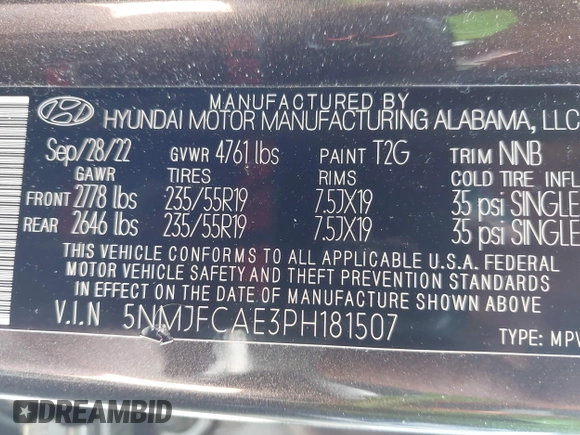 MANUFACTURED BY
HYUNDAI MOTOR MANUFACTURING ALABAMA, LLC
Sep/28/22 GVWR 4761 lbs PAINT T2G TRIM NNB
GAWR TIRES RIMS COLD TIRE INFL
FRONT 2778 lbs 235/55R19 7.5JX19 35 psi SINGLE
REAR 2646 lbs 235/55R19 7.5JX19 35 psi SINGLE
THIS VEHICLE CONFORMS TO ALL APPLICABLE U.S.A. FEDERAL
MOTOR VEHICLE SAFETY AND THEFT PREVENTION STANDARDS
IN EFFECT ON THE DATE OF MANUFACTURE SHOWN ABOVE.
V.I.N 5NMJFCAE3PH181507
TYPE: MPV
DREAMBID